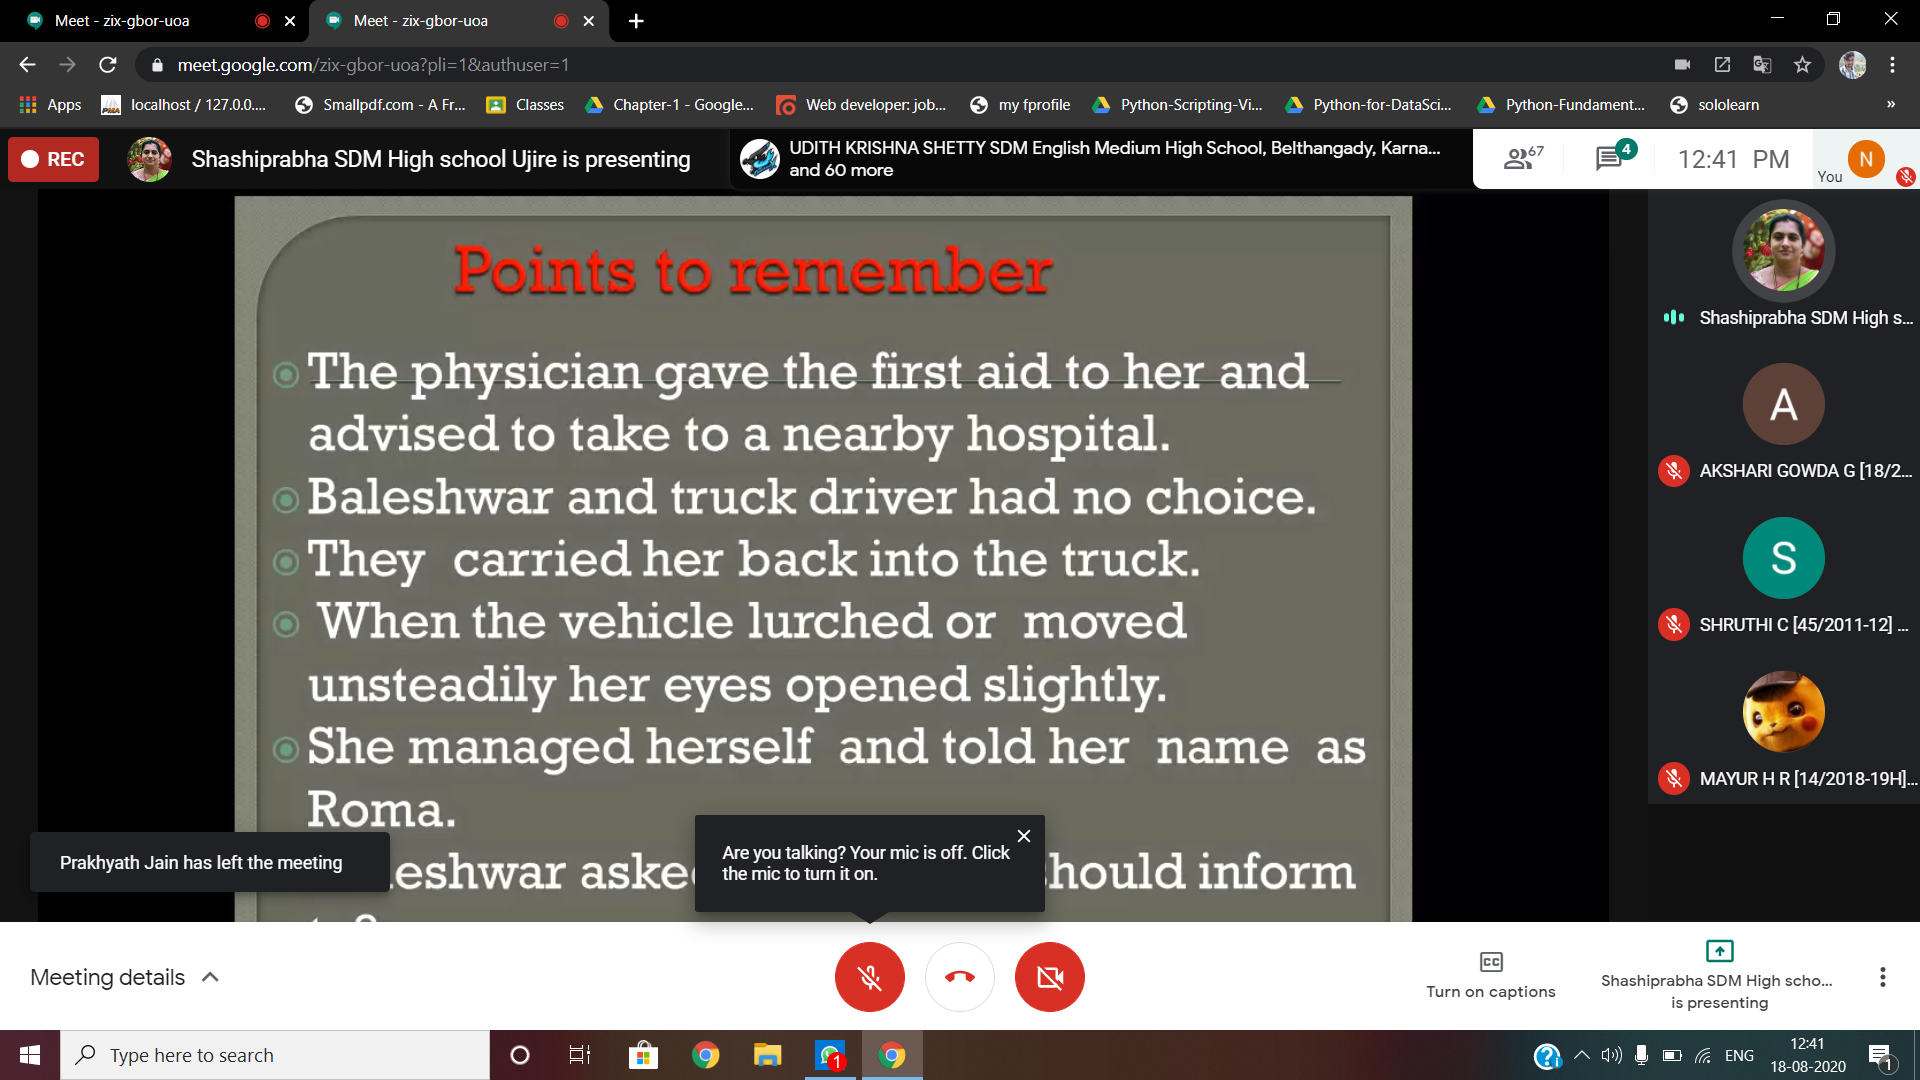 Meet - zix-gbor-uoa
Meet - zix-gbor-uoa
meet.google.com/zix-gbor-uoa?pli=1&authuser=1
Apps
localhost / 127.0.0....
Smallpdf.com - A Fr...
Classes
Chapter-1 - Google...
Web developer: job...
my fprofile
Python-Scripting-Vi...
Python-for-DataSci...
Python-Fundament...
sololearn
»
REC
Shashiprabha SDM High school Ujire is presenting
UDITH KRISHNA SHETTY SDM English Medium High School, Belthangady, Karna...
and 60 more
67
4
12:41 PM
You
N
Points to remember
The physician gave the first aid to her and
advised to take to a nearby hospital.
Baleshwar and truck driver had no choice.
They carried her back into the truck.
When the vehicle lurched or moved
unsteadily her eyes opened slightly.
She managed herself and told her name as
Roma.
eshwar aske should inform
Shashiprabha SDM High s...
A
AKSHARI GOWDA G [18/2...
S
SHRUTHI C [45/2011-12] ...
MAYUR H R [14/2018-19H]...
Prakhyath Jain has left the meeting
Are you talking? Your mic is off. Click
the mic to turn it on.
Meeting details
CC
Turn on captions
Shashiprabha SDM High scho...
is presenting
Type here to search
1
ENG
12:41
18-08-2020
1